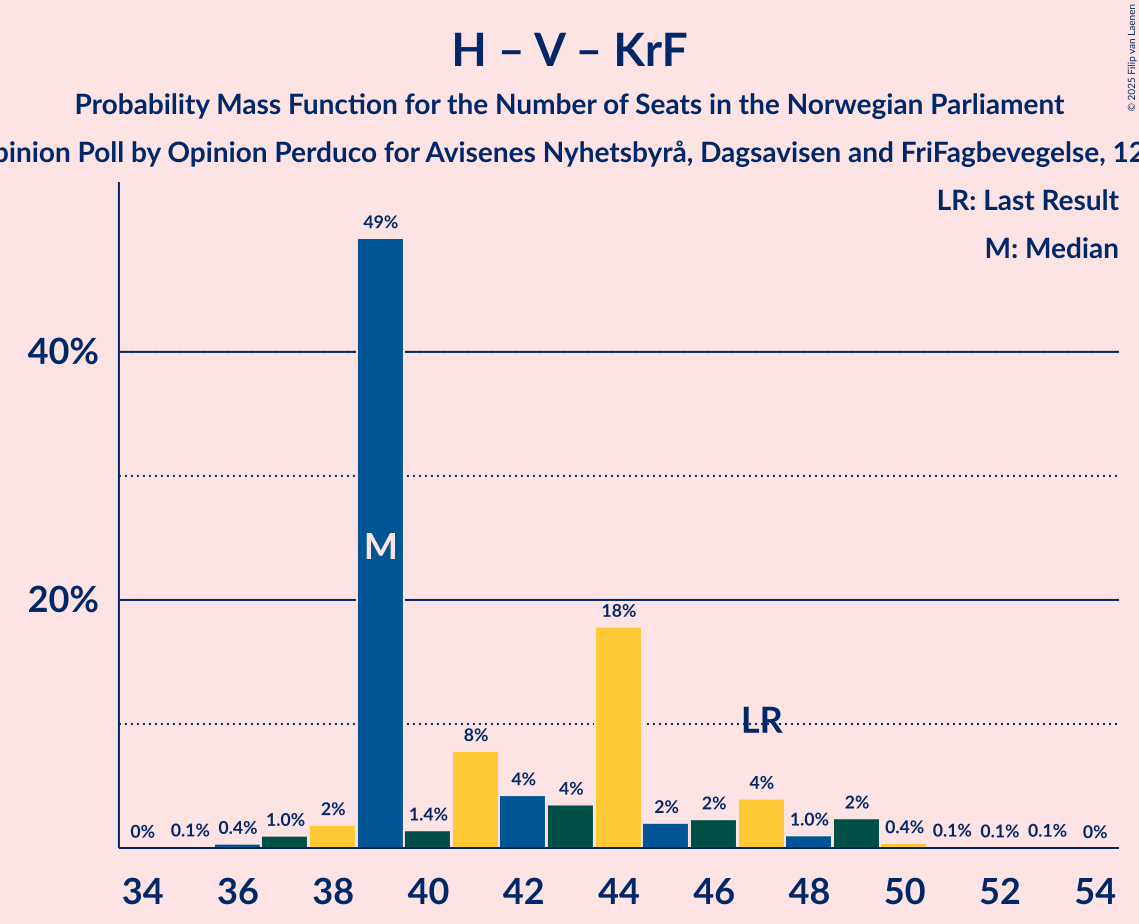 H – V – KrF
Probability Mass Function for the Number of Seats in the Norwegian Parliament
pinion Poll by Opinion Perduco for Avisenes Nyhetsbyrå, Dagsavisen and FriFagbevegelse, 12
© 2025 Filip van Laenen
LR: Last Result
M: Median
49%
40%
M
20%
18%
LR
8%
4%
4%
4%
2%
2%
2%
2%
1.0%
1.0%
1.4%
0%
0.1%
0.4%
0.4%
0.1%
0.1%
0.1%
0%
34 36 38 40 42 44 46 48 50 52 54